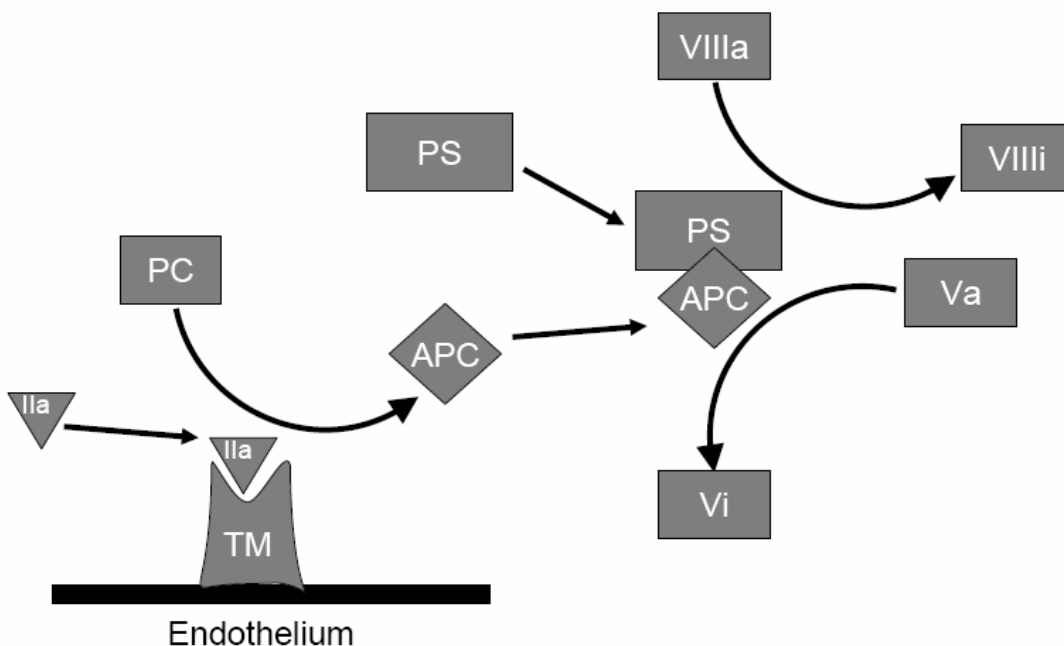 VIIIa
PS
VIIIi
PS
PC
Va
APC
APC
IIa
IIa
Vi
TM
Endothelium